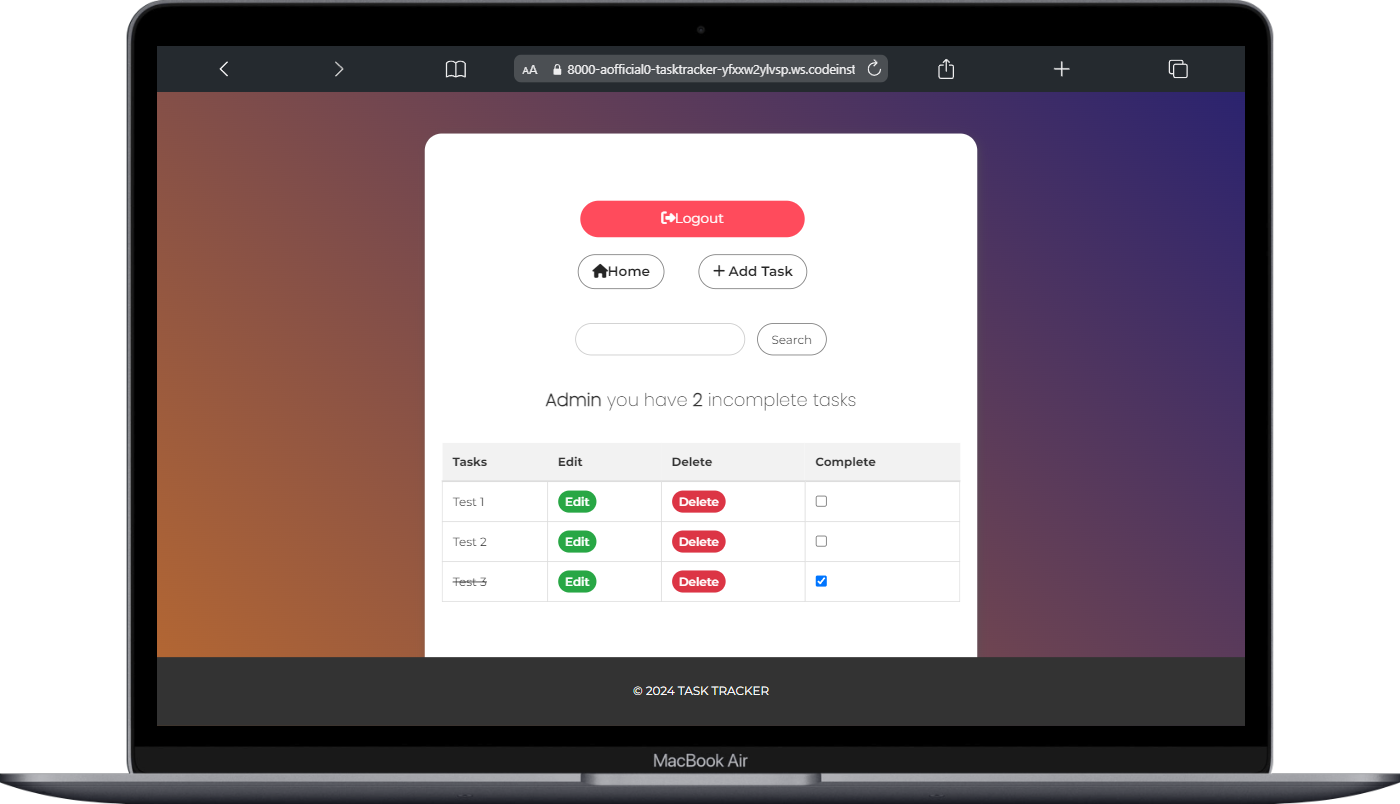 AA 8000-aofficial0-tasktracker-yfxxw2ylvsp.ws.codeinst
Logout
Home + Add Task
Search
Admin you have 2 incomplete tasks
Tasks Edit Delete Complete
Test 1 Edit Delete
Test 2 Edit Delete
Test 3 Edit Delete
© 2024 TASK TRACKER
MacBook Air